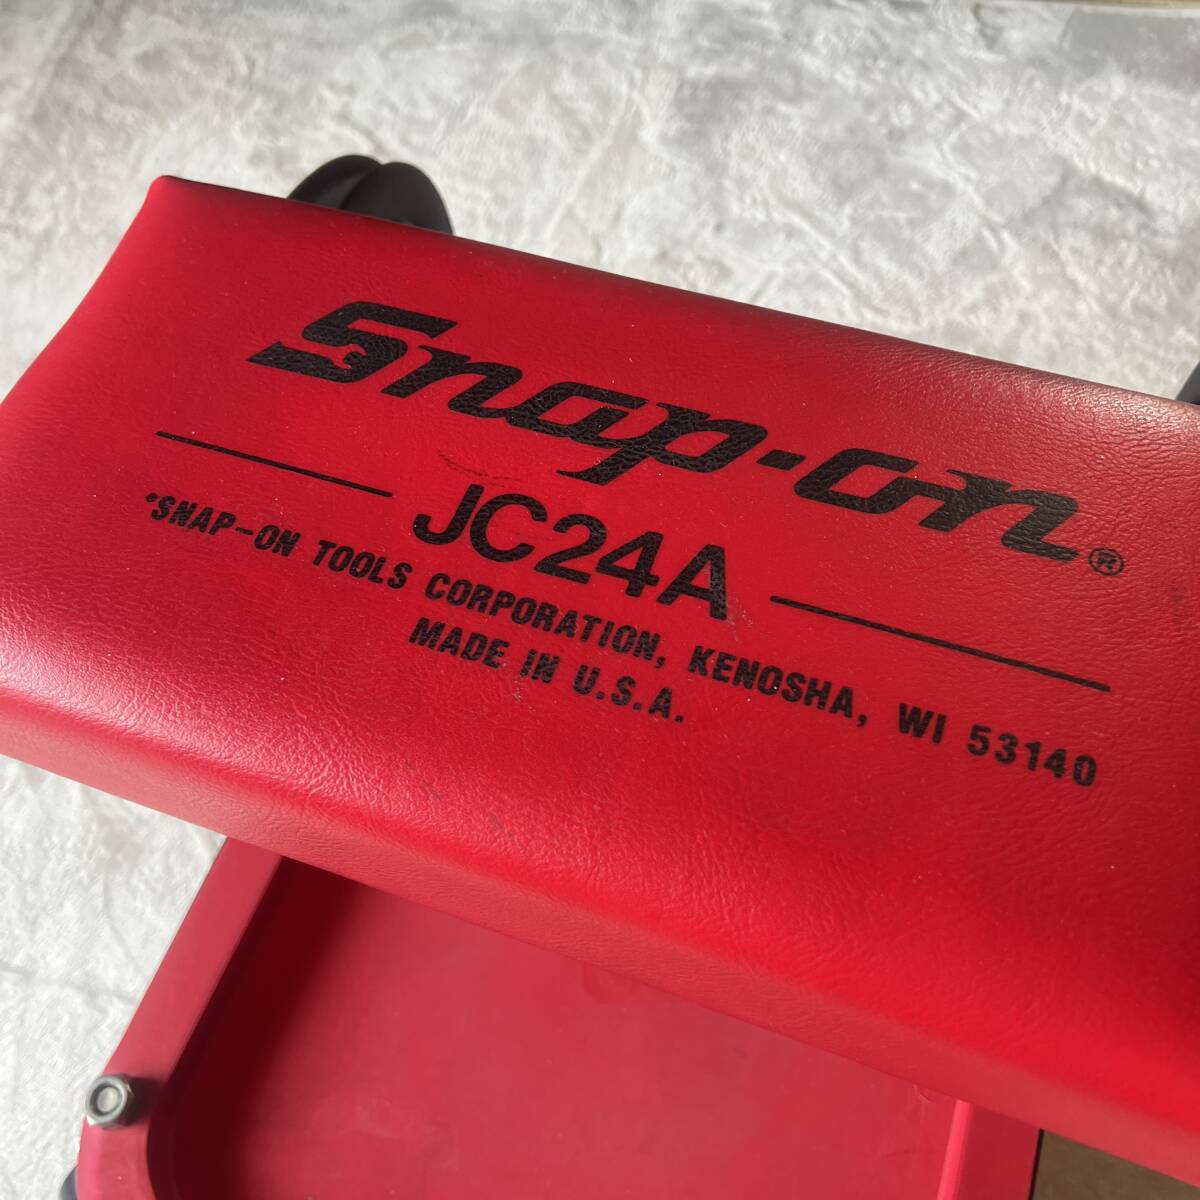 Snap-on®
JC24A
*SNAP-ON TOOLS CORPORATION, KENOSHA, WI 53140
MADE IN U.S.A.